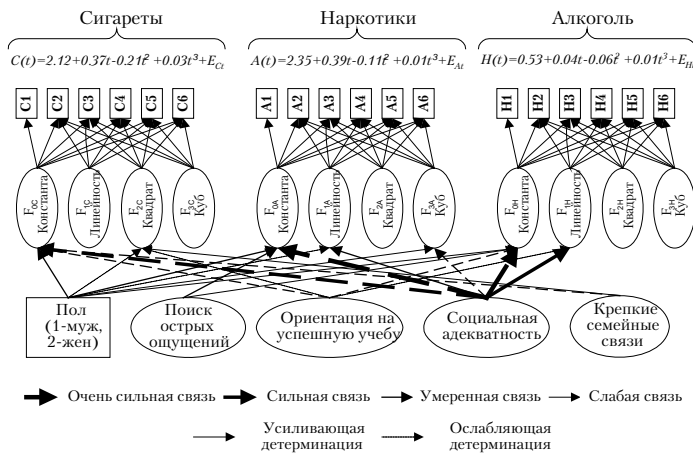 Сигареты Наркотики Алкоголь
C(t)=2.12+0.37t-0.21t²+0.03t³+E_Ct A(t)=2.35+0.39t-0.11t²+0.01t³+E_At H(t)=0.53+0.04t-0.06t²+0.01t³+E_Ht
C1 C2 C3 C4 C5 C6 A1 A2 A3 A4 A5 A6 H1 H2 H3 H4 H5 H6
F_0C Константа
F_1C Линейность
F_2C Квадрат
F_3C Куб
F_0A Константа
F_1A Линейность
F_2A Квадрат
F_3A Куб
F_0H Константа
F_1H Линейность
F_2H Квадрат
F_3H Куб
Пол
(1-муж,
2-жен)
Поиск
острых
ощущений
Ориентация на
успешную учебу
Социальная
адекватность
Крепкие
семейные
связи
Очень сильная связь Сильная связь Умеренная связь Слабая связь
Усиливающая
детерминация
Ослабляющая
детерминация